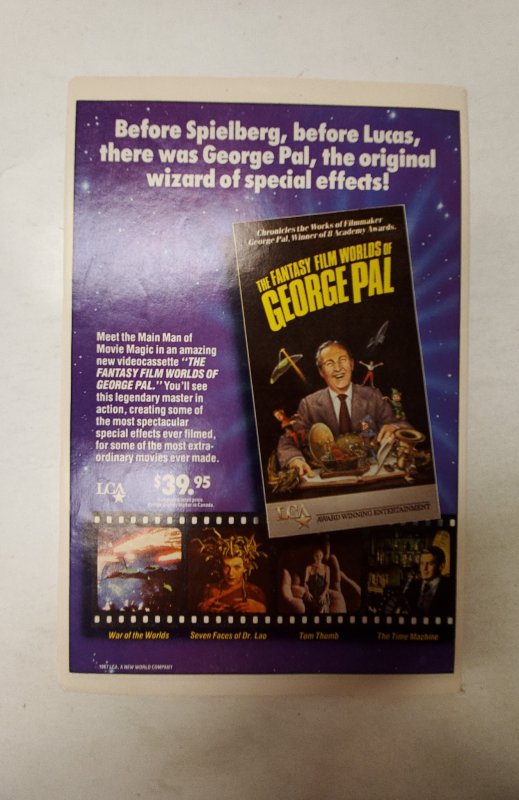 Before Spielberg, before Lucas,
there was George Pal, the original
wizard of special effects!
Chronicles the Works of Filmmaker
George Pal, Winner of 8 Academy Awards.
THE FANTASY FILM WORLDS OF
GEORGE PAL
Meet the Main Man of
Movie Magic in an amazing
new videocassette "THE
FANTASY FILM WORLDS OF
GEORGE PAL." You'll see
this legendary master in
action, creating some of
the most spectacular
special effects ever filmed,
for some of the most extra-
ordinary movies ever made.
LCA
$39.95
LCA
AWARD WINNING ENTERTAINMENT
War of the Worlds
Seven Faces of Dr. Lao
Tom Thumb
The Time Machine
1987 LCA. A NEW WORLD COMPANY